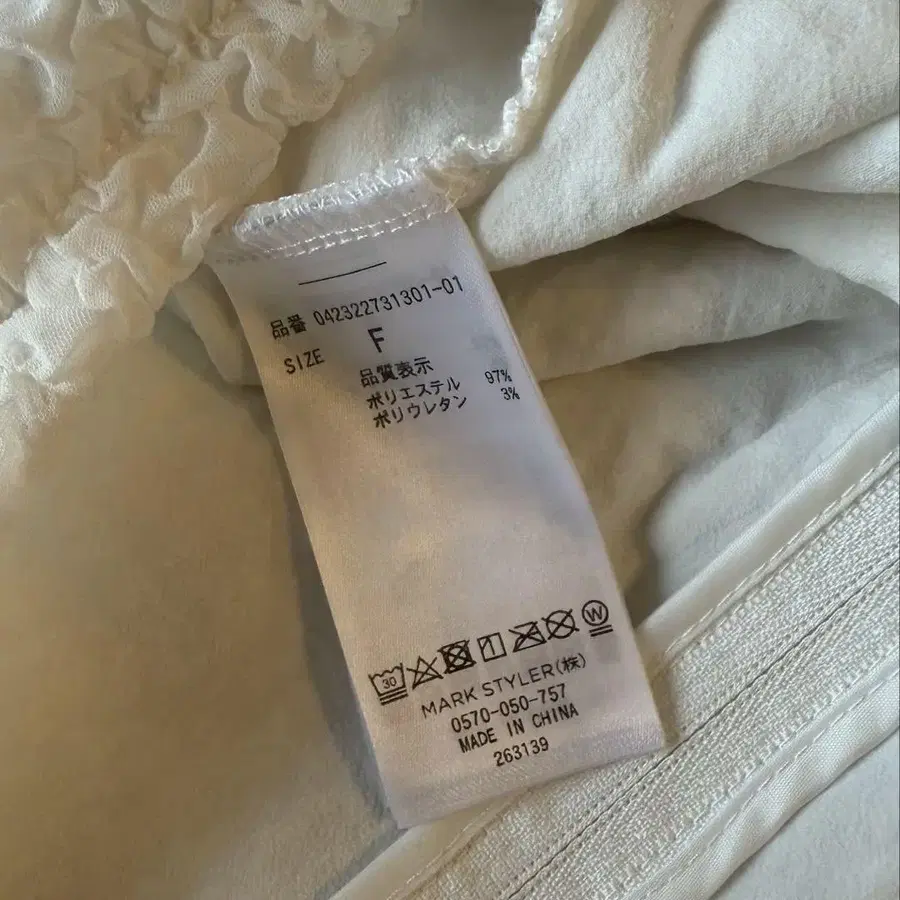 品番 042322731301-01
SIZE F
品質表示
ポリエステル 97%
ポリウレタン 3%
30 W
MARK STYLER(株)
0570-050-757
MADE IN CHINA
263139